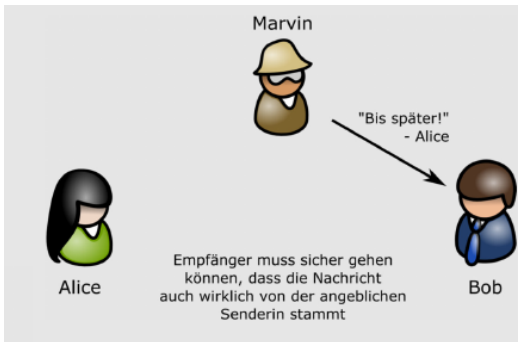 Marvin
"Bis später!"
- Alice
Alice
Empfänger muss sicher gehen
können, dass die Nachricht
auch wirklich von der angeblichen
Senderin stammt
Bob